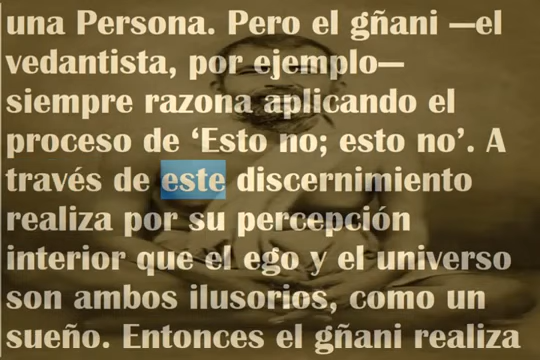 una Persona. Pero el gñani —el
vedantista, por ejemplo—
siempre razona aplicando el
proceso de ‘Esto no; esto no’. A
través de este discernimiento
realiza por su percepción
interior que el ego y el universo
son ambos ilusorios, como un
sueño. Entonces el gñani realiza